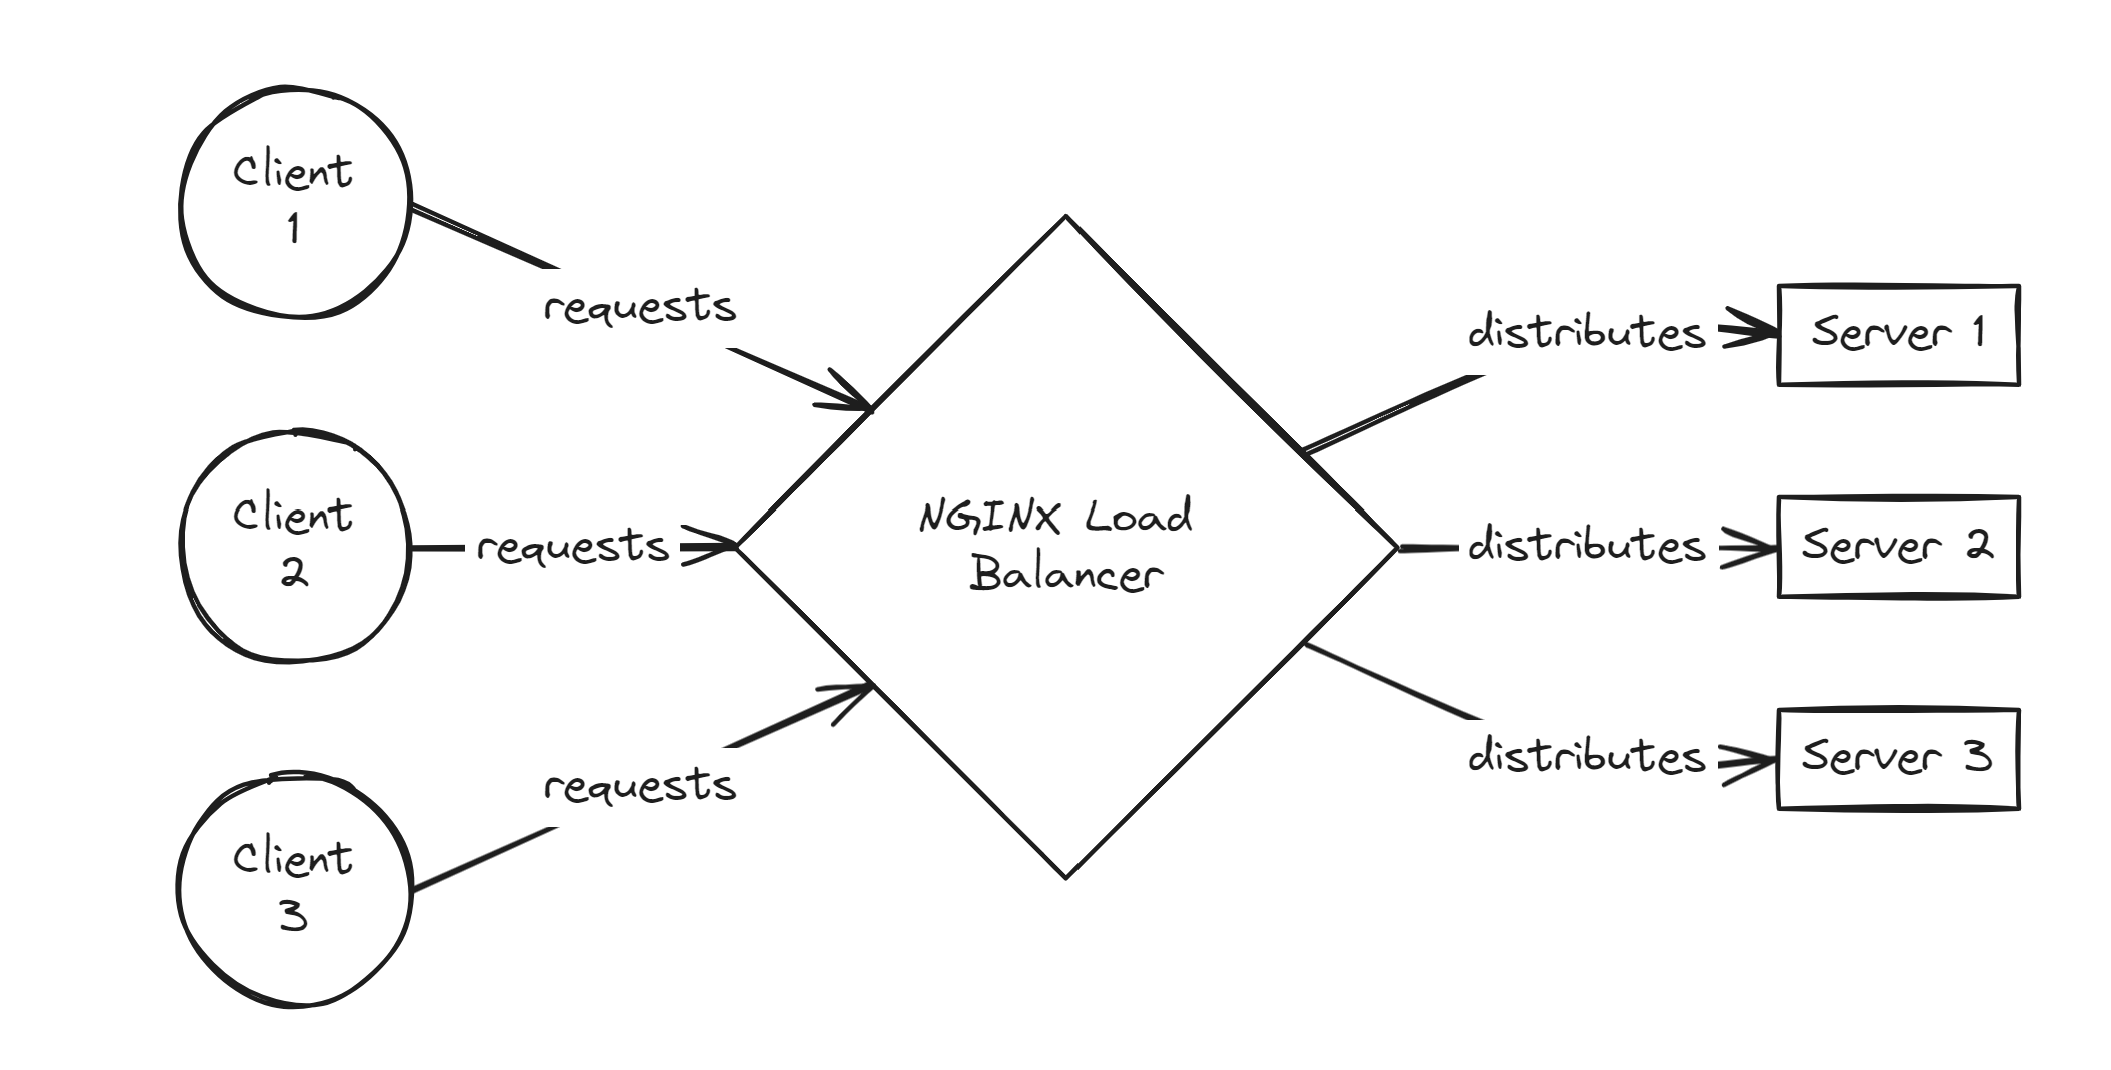 Client
1
requests
distributes
Server 1
Client
2
requests
NGINX Load
Balancer
distributes
Server 2
Client
3
requests
distributes
Server 3